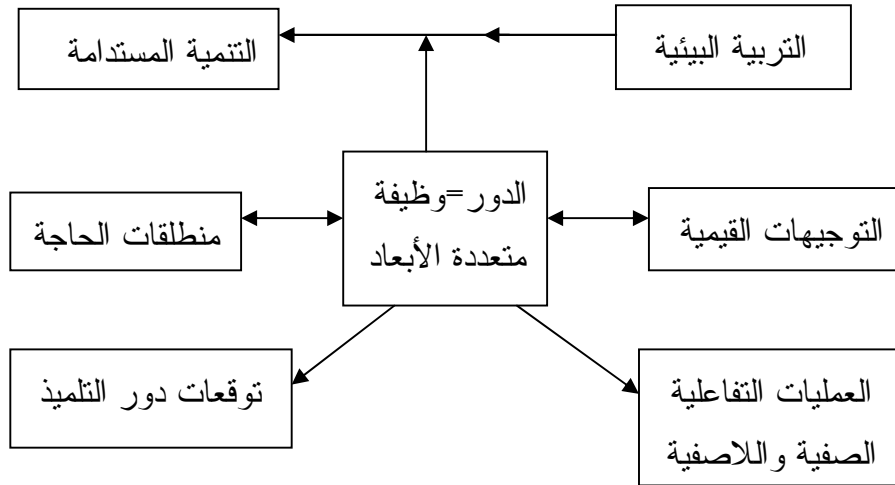 التربية البيئية
التنمية المستدامة
الدور=وظيفة
متعددة الأبعاد
التوجيهات القيمية
منطلقات الحاجة
العمليات التفاعلية
الصفية واللاصفية
توقعات دور التلميذ